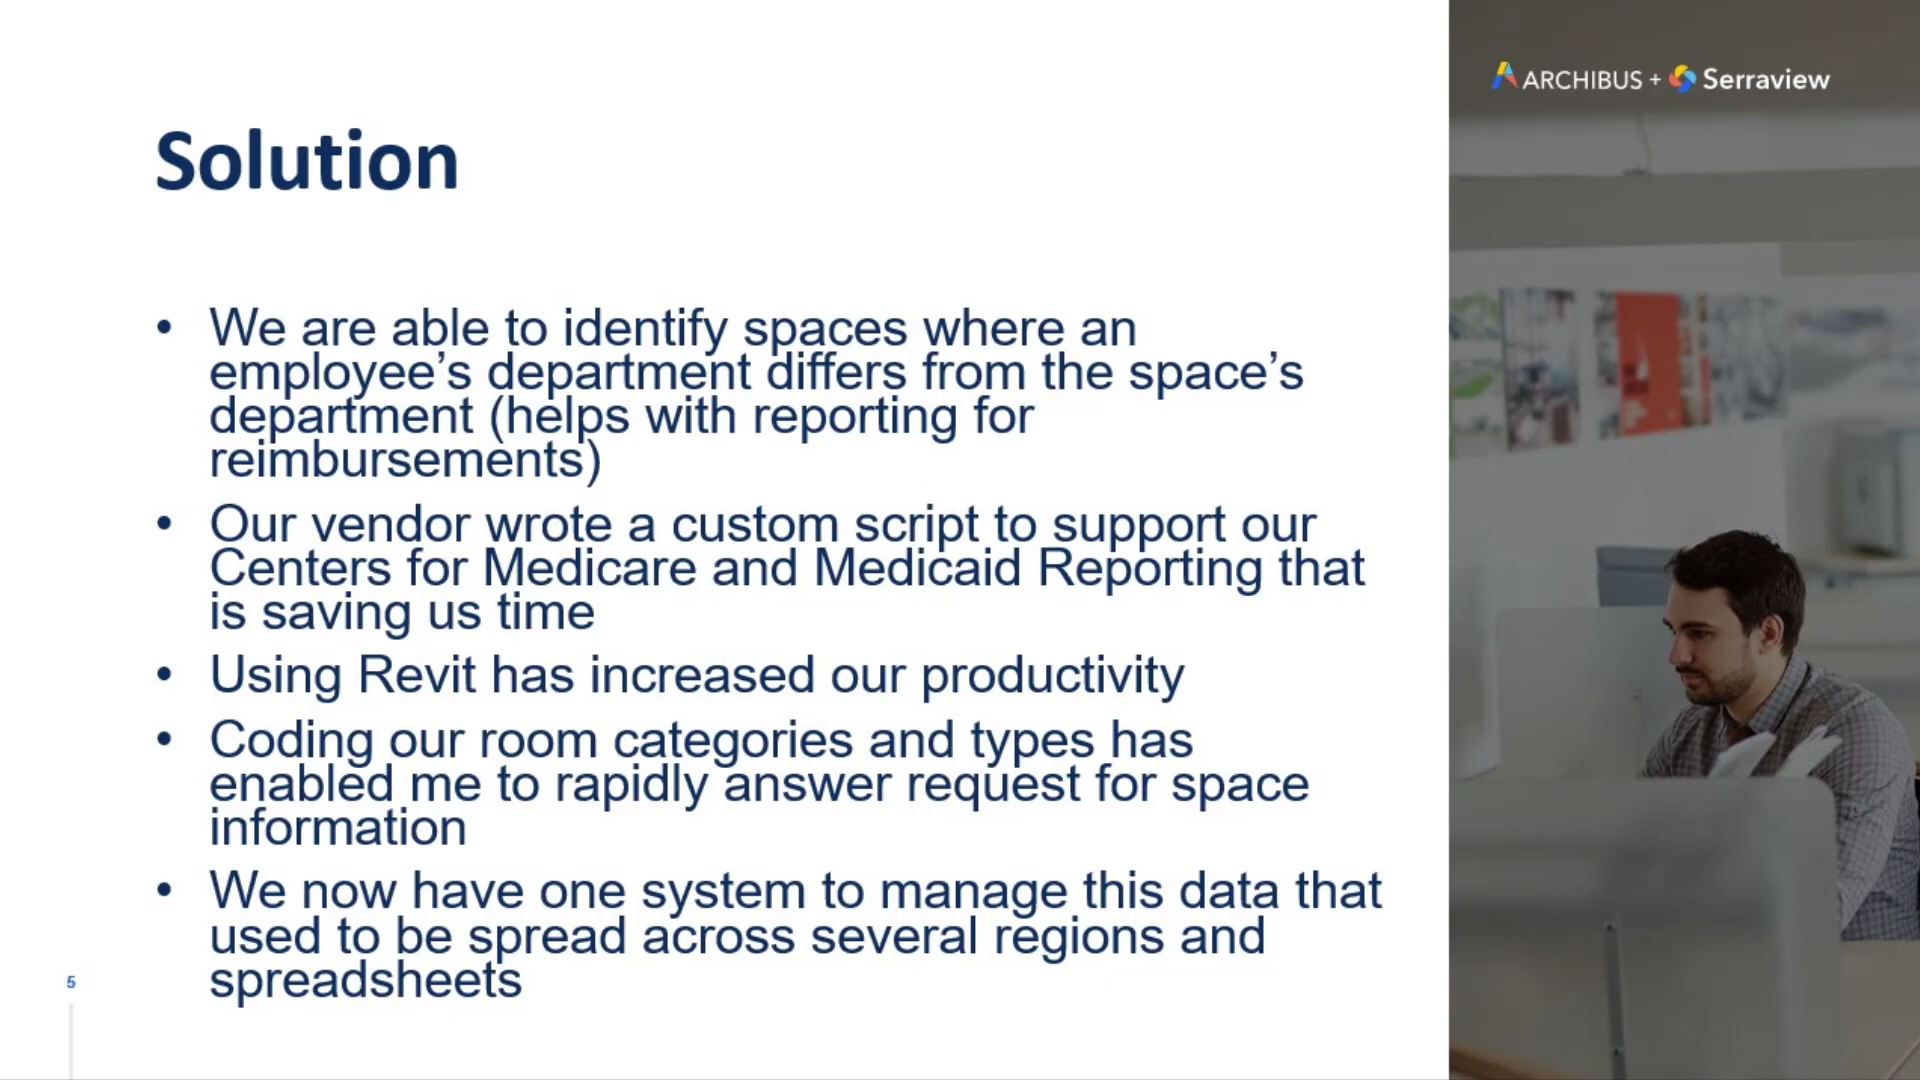 ARCHIBUS + Serraview
Solution
• We are able to identify spaces where an
employee’s department differs from the space’s
department (helps with reporting for
reimbursements)
• Our vendor wrote a custom script to support our
Centers for Medicare and Medicaid Reporting that
is saving us time
• Using Revit has increased our productivity
• Coding our room categories and types has
enabled me to rapidly answer request for space
information
• We now have one system to manage this data that
used to be spread across several regions and
spreadsheets
5